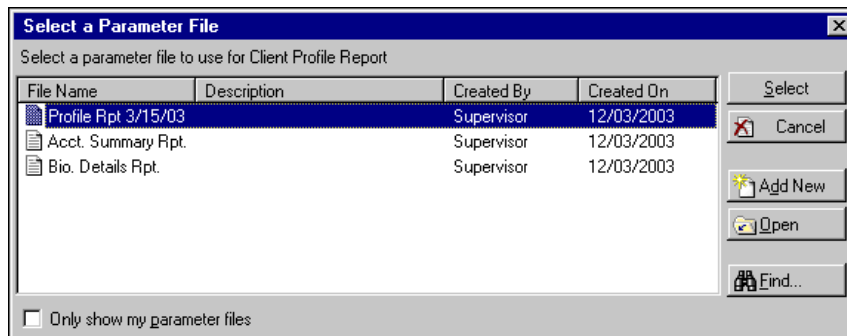 Select a Parameter File
Select a parameter file to use for Client Profile Report
File Name Description Created By Created On
Profile Rpt 3/15/03 Supervisor 12/03/2003
Acct. Summary Rpt. Supervisor 12/03/2003
Bio. Details Rpt. Supervisor 12/03/2003
Select
Cancel
Add New
Open
Find...
Only show my parameter files